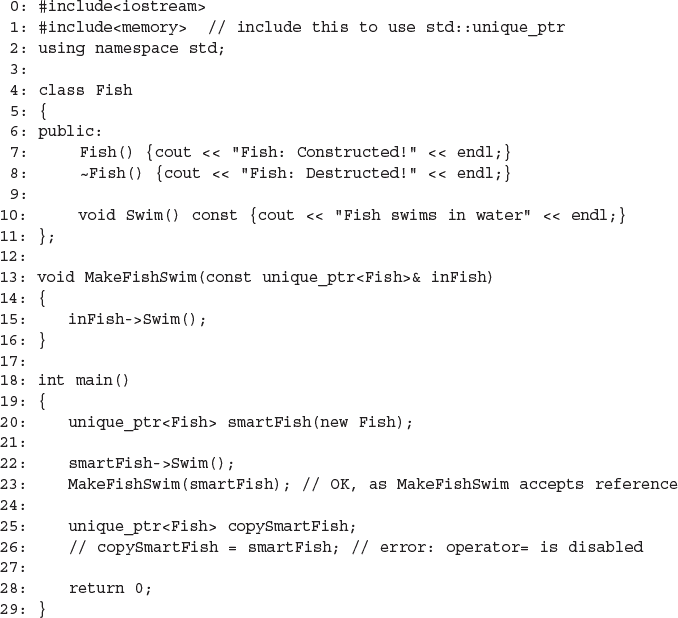 0: #include<iostream>
1: #include<memory>  // include this to use std::unique_ptr
2: using namespace std;
3:
4: class Fish
5: {
6: public:
7:     Fish() {cout << "Fish: Constructed!" << endl;}
8:     ~Fish() {cout << "Fish: Destructed!" << endl;}
9:
10:     void Swim() const {cout << "Fish swims in water" << endl;}
11: };
12:
13: void MakeFishSwim(const unique_ptr<Fish>& inFish)
14: {
15:    inFish->Swim();
16: }
17:
18: int main()
19: {
20:    unique_ptr<Fish> smartFish(new Fish);
21:
22:    smartFish->Swim();
23:    MakeFishSwim(smartFish); // OK, as MakeFishSwim accepts reference
24:
25:    unique_ptr<Fish> copySmartFish;
26:    // copySmartFish = smartFish; // error: operator= is disabled
27:
28:    return 0;
29: }